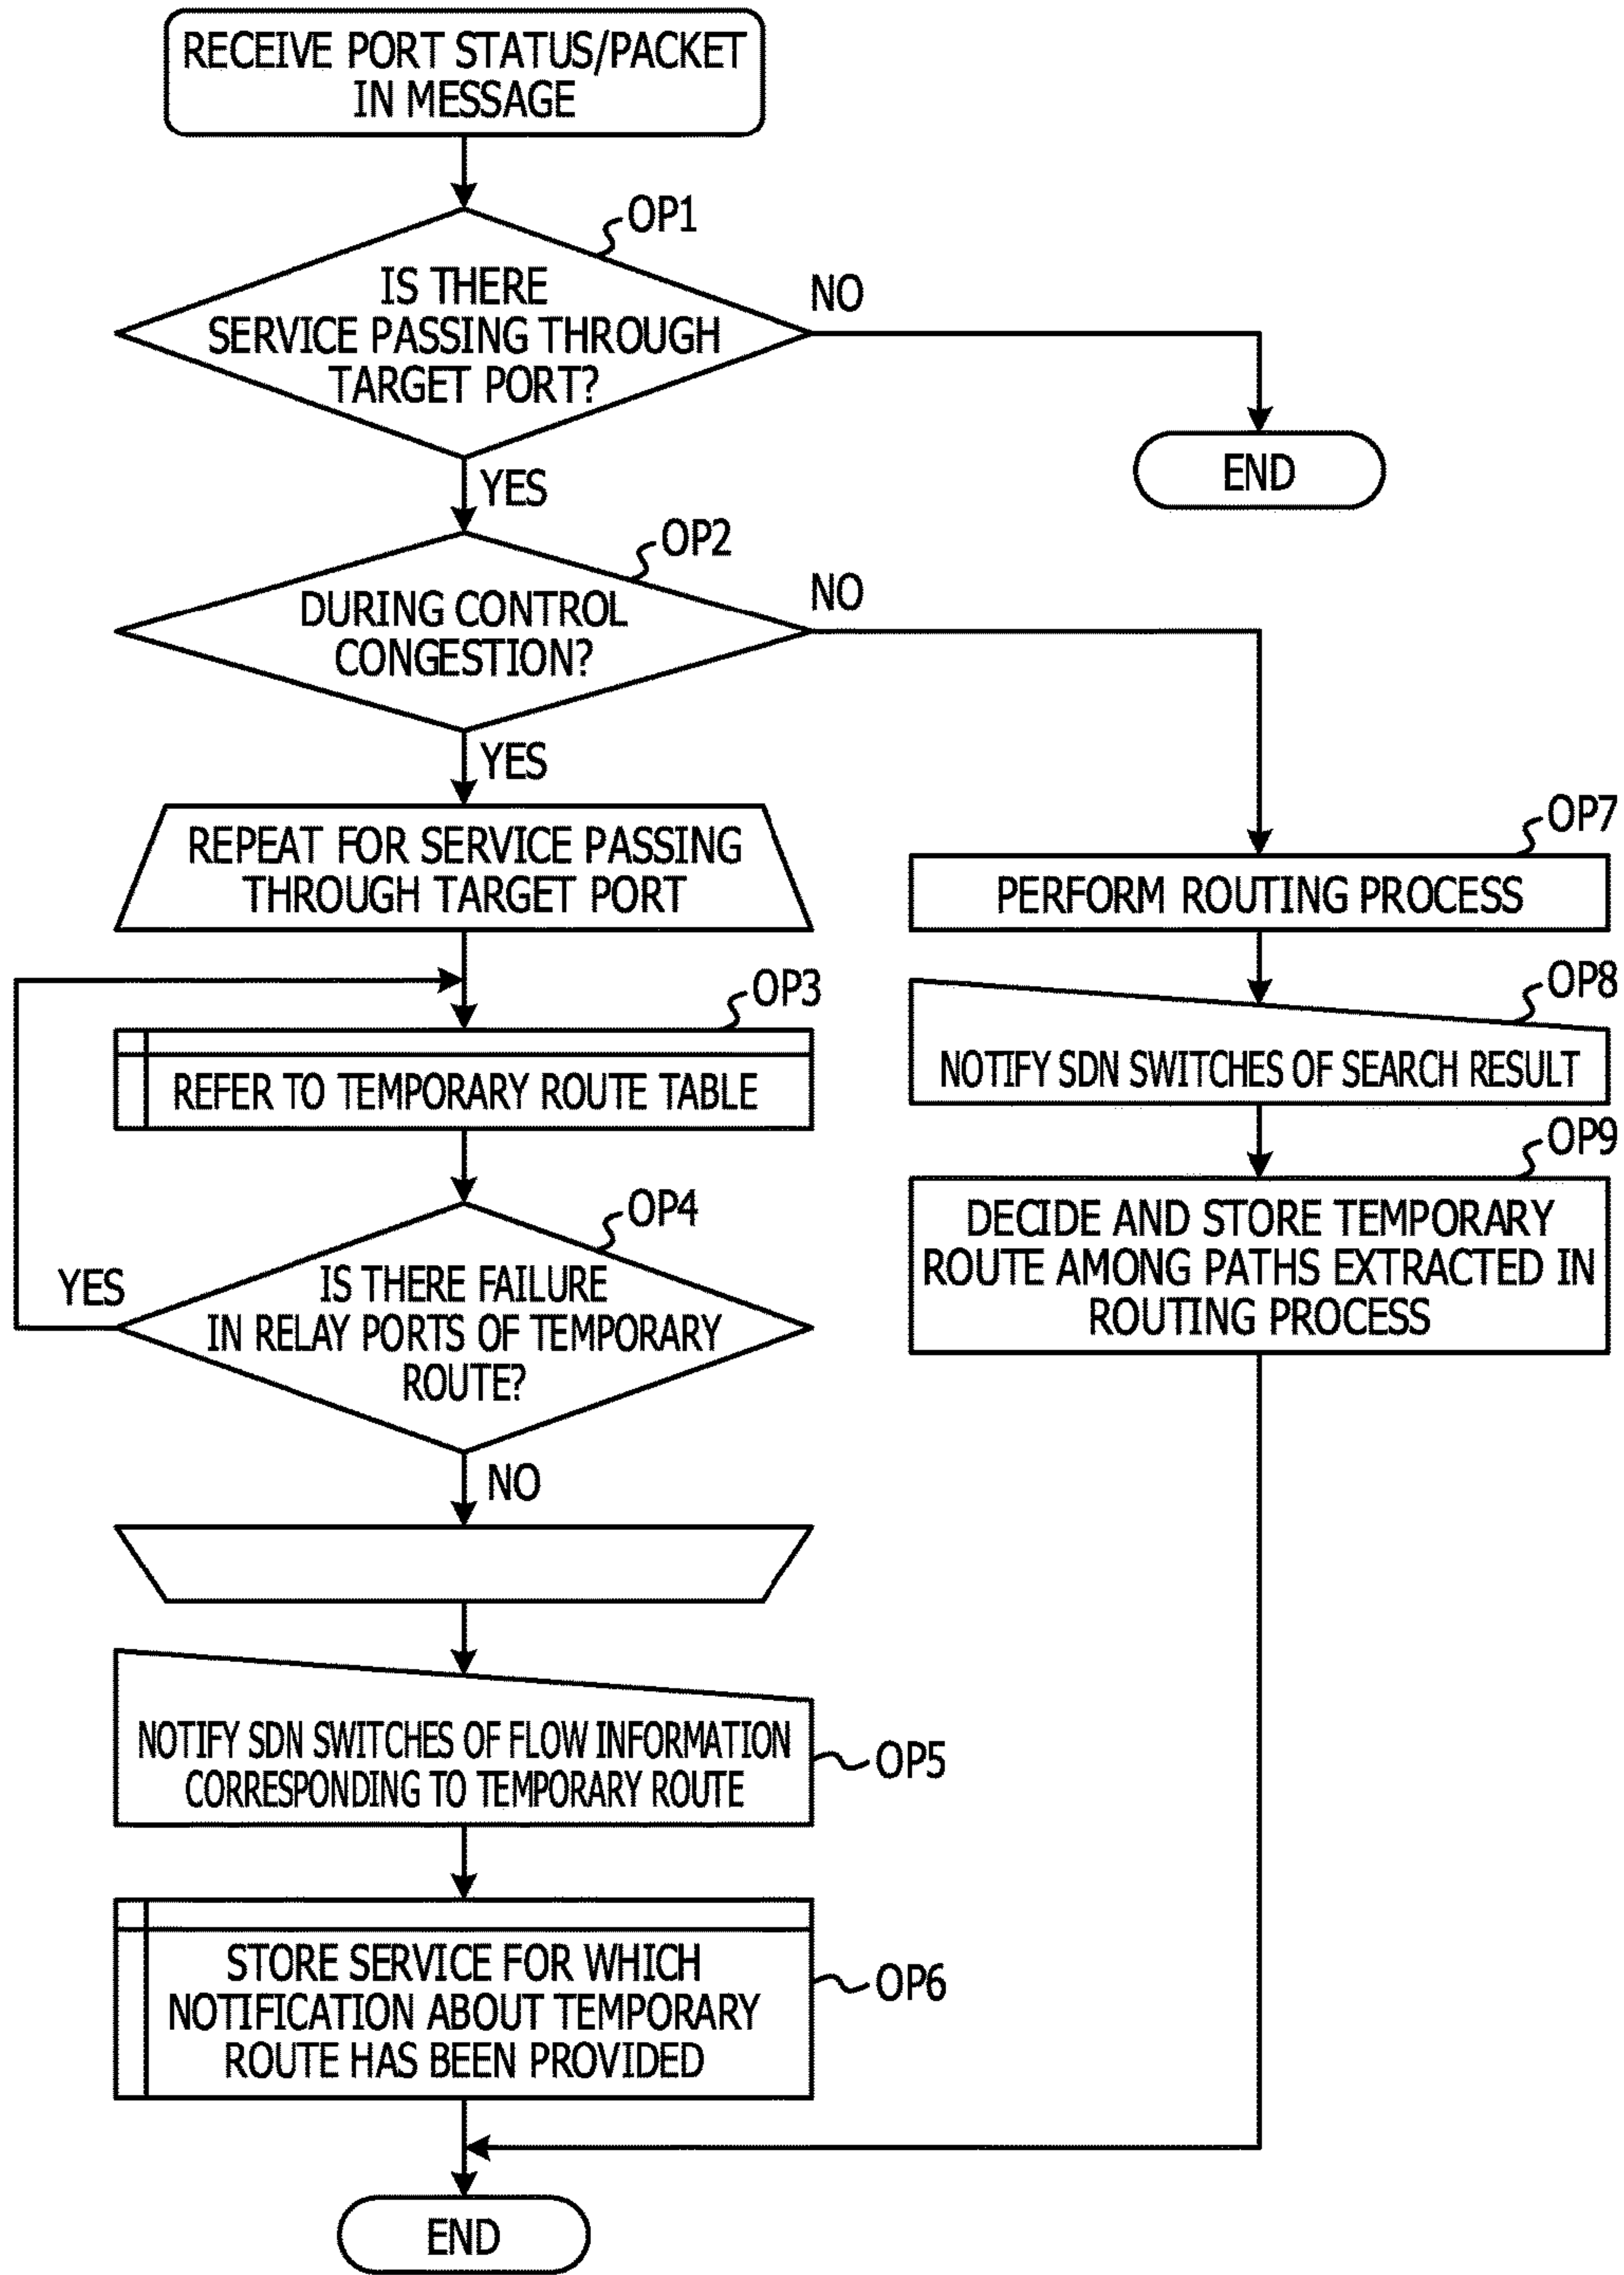 RECEIVE PORT STATUS/PACKET
IN MESSAGE
OP1
IS THERE
SERVICE PASSING THROUGH
TARGET PORT?
NO
END
YES
OP2
DURING CONTROL
CONGESTION?
NO
YES
REPEAT FOR SERVICE PASSING
THROUGH TARGET PORT
OP3
REFER TO TEMPORARY ROUTE TABLE
OP4
IS THERE FAILURE
IN RELAY PORTS OF TEMPORARY
ROUTE?
YES
NO
NOTIFY SDN SWITCHES OF FLOW INFORMATION
CORRESPONDING TO TEMPORARY ROUTE
OP5
STORE SERVICE FOR WHICH
NOTIFICATION ABOUT TEMPORARY
ROUTE HAS BEEN PROVIDED
OP6
OP7
PERFORM ROUTING PROCESS
OP8
NOTIFY SDN SWITCHES OF SEARCH RESULT
OP9
DECIDE AND STORE TEMPORARY
ROUTE AMONG PATHS EXTRACTED IN
ROUTING PROCESS
END